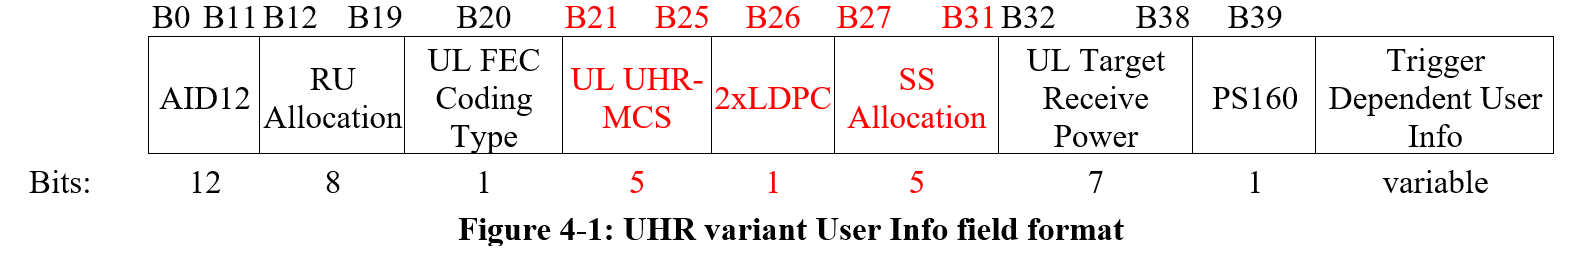 B0 B11 B12 B19 B20 B21 B25 B26 B27 B31 B32 B38 B39
AID12
RU
Allocation
UL FEC
Coding
Type
UL UHR-
MCS
2xLDPC
SS
Allocation
UL Target
Receive
Power
PS160
Trigger
Dependent User
Info
Bits: 12 8 1 5 1 5 7 1 variable
Figure 4-1: UHR variant User Info field format